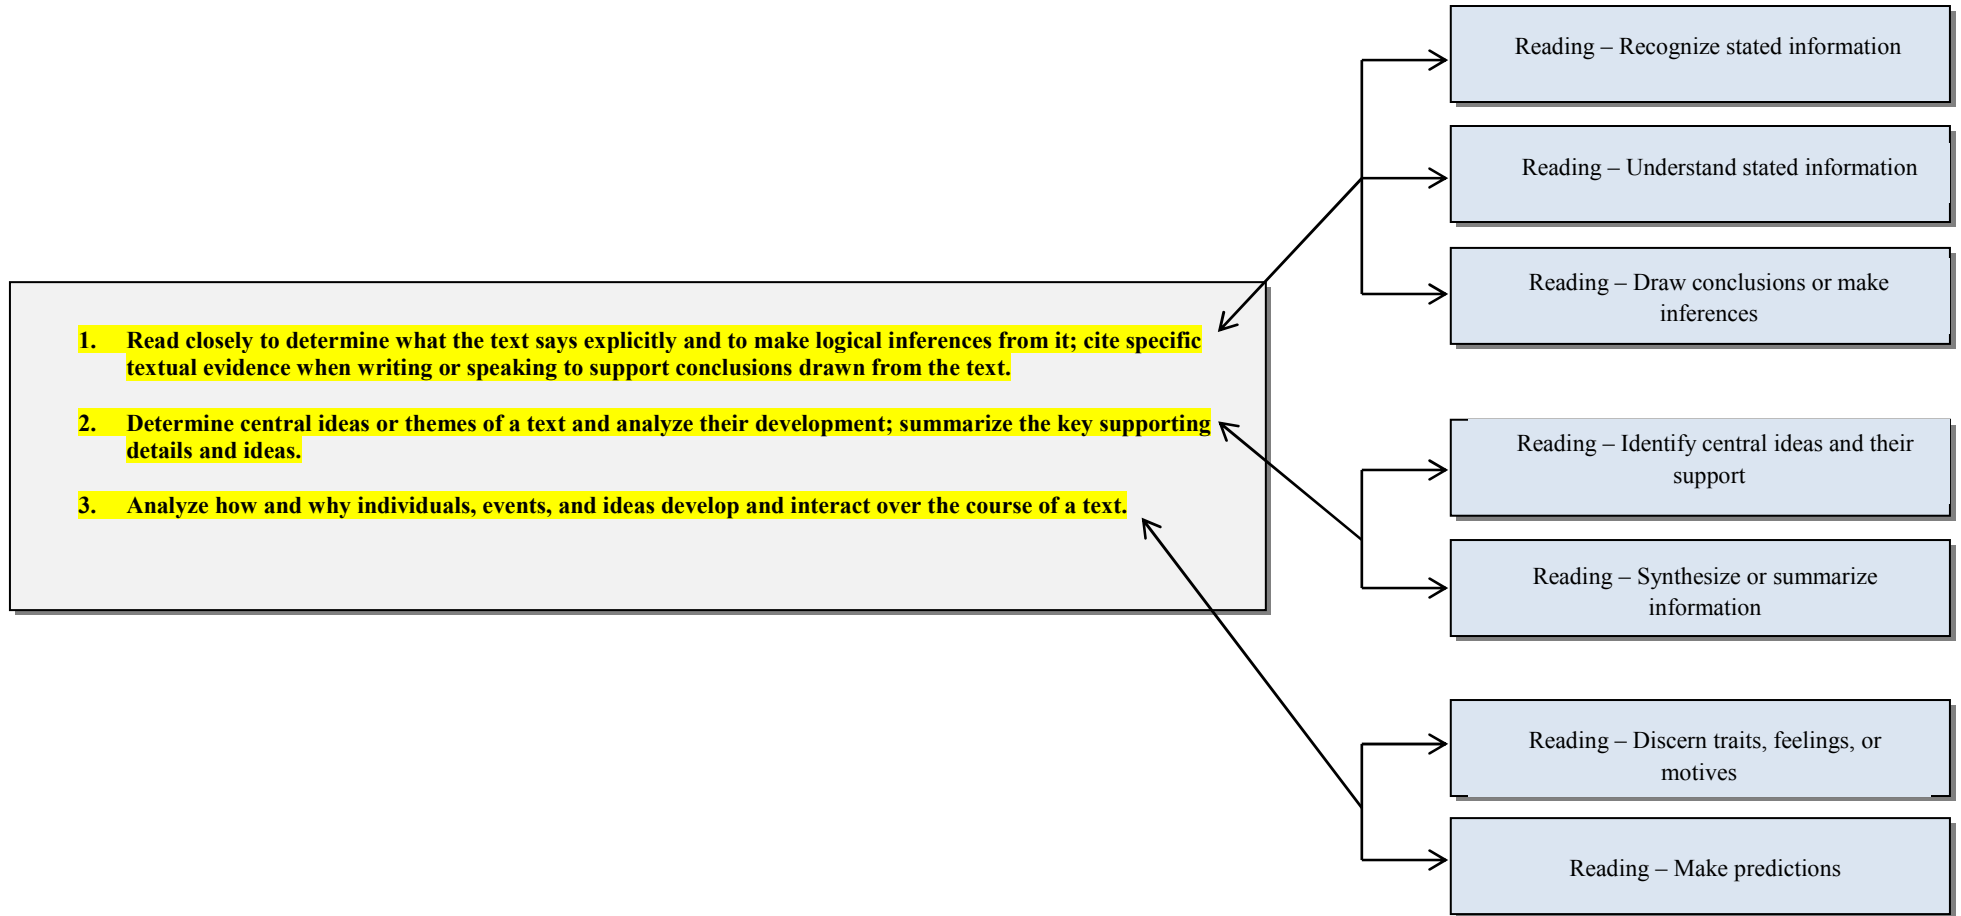 1. Read closely to determine what the text says explicitly and to make logical inferences from it; cite specific
textual evidence when writing or speaking to support conclusions drawn from the text.
2. Determine central ideas or themes of a text and analyze their development; summarize the key supporting
details and ideas.
3. Analyze how and why individuals, events, and ideas develop and interact over the course of a text.
Reading – Recognize stated information
Reading – Understand stated information
Reading – Draw conclusions or make
inferences
Reading – Identify central ideas and their
support
Reading – Synthesize or summarize
information
Reading – Discern traits, feelings, or
motives
Reading – Make predictions